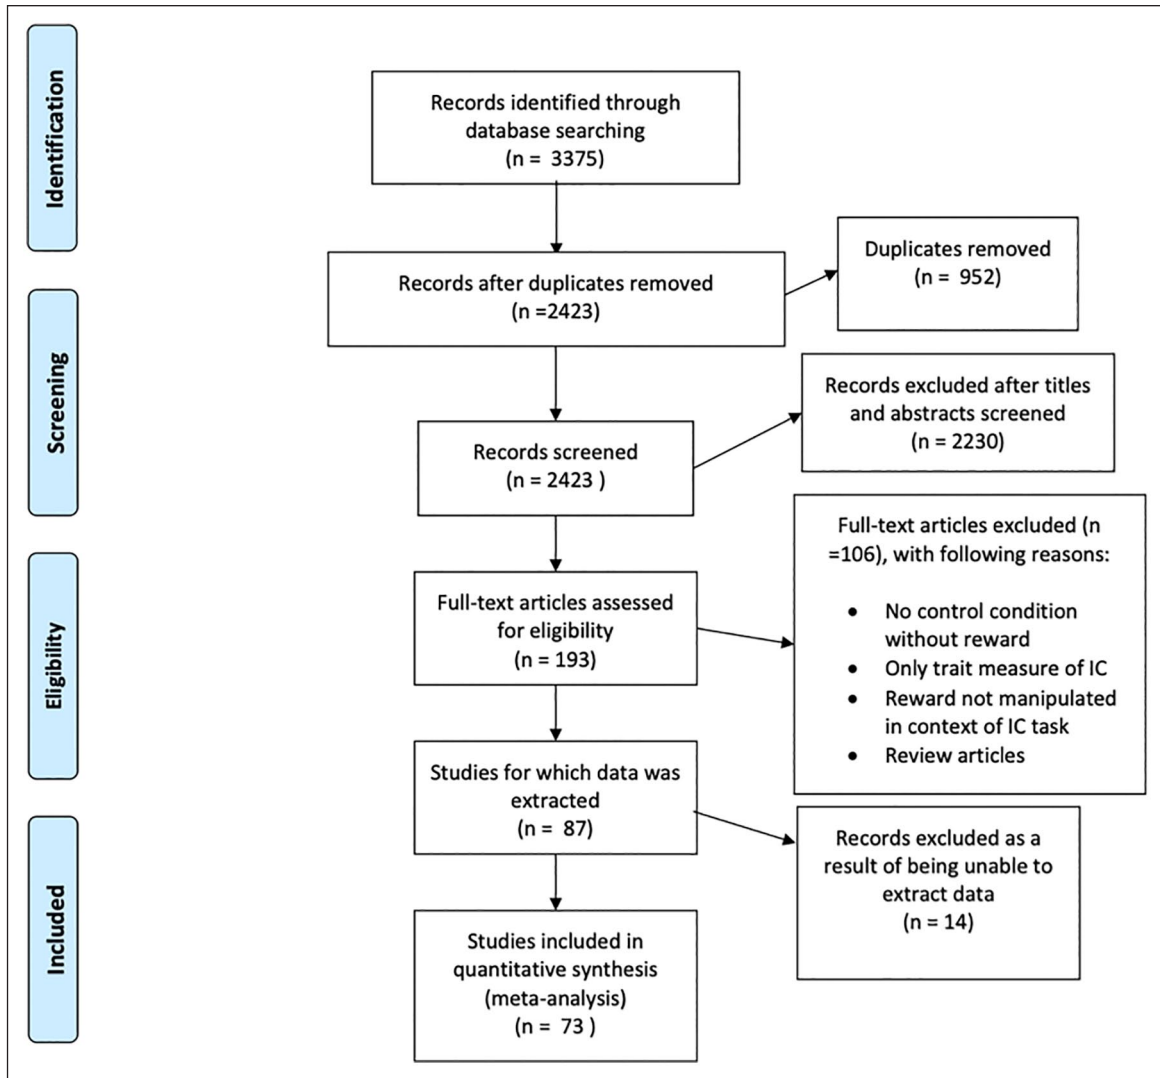 Identification
Records identified through
database searching
(n = 3375)
Records after duplicates removed
(n =2423)
Duplicates removed
(n = 952)
Screening
Records screened
(n = 2423 )
Records excluded after titles
and abstracts screened
(n = 2230)
Eligibility
Full-text articles assessed
for eligibility
(n = 193)
Full-text articles excluded (n
=106), with following reasons:
• No control condition
without reward
• Only trait measure of IC
• Reward not manipulated
in context of IC task
• Review articles
Studies for which data was
extracted
(n = 87)
Records excluded as a
result of being unable to
extract data
(n = 14)
Included
Studies included in
quantitative synthesis
(meta-analysis)
(n = 73 )